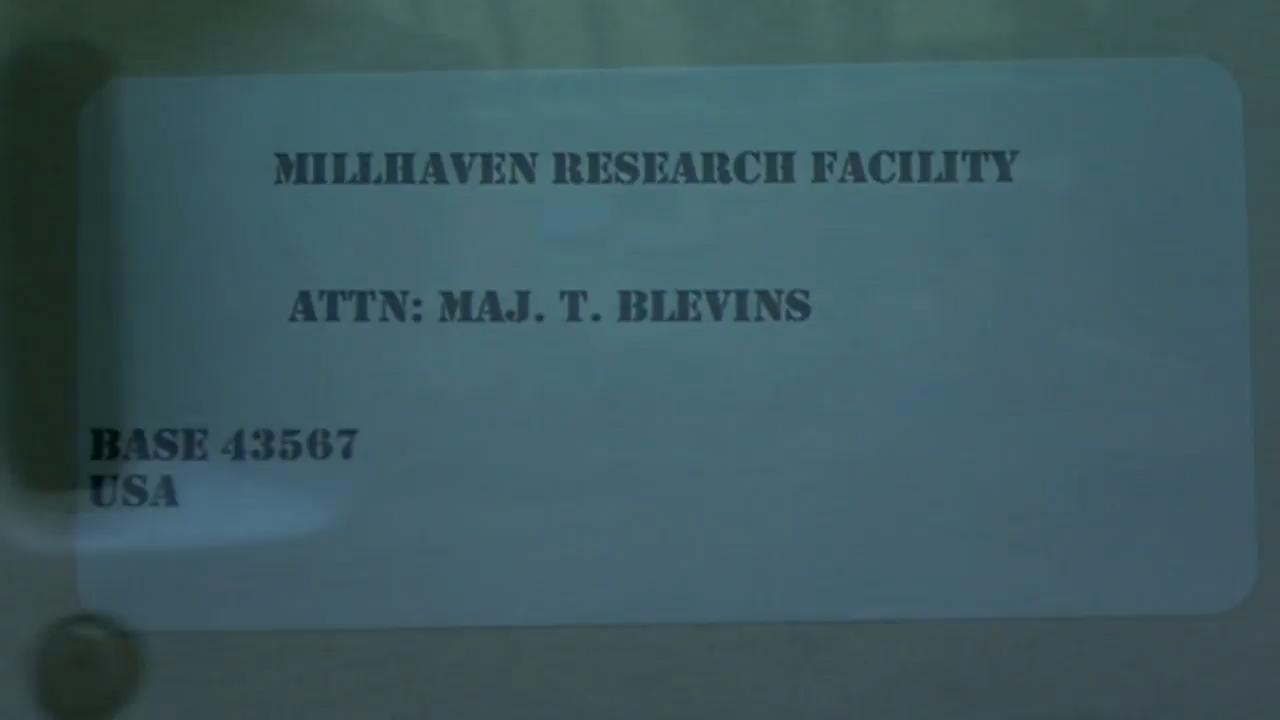 MILLHAVEN RESEARCH FACILITY
ATTN: MAJ. T. BLEVINS
BASE 43567
USA